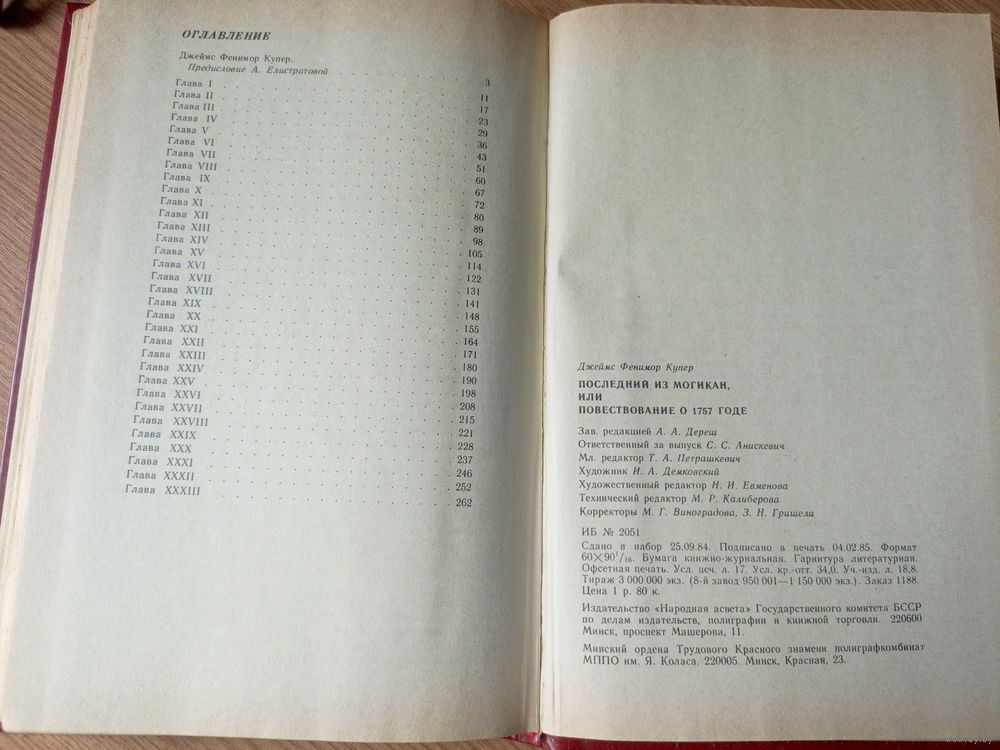 ОГЛАВЛЕНИЕ
Джеймс Фенимор Купер.
Предисловие А. Елистратовой 3
Глава I 11
Глава II 17
Глава III 23
Глава IV 29
Глава V 36
Глава VI 43
Глава VII 51
Глава VIII 60
Глава IX 67
Глава X 72
Глава XI 80
Глава XII 89
Глава XIII 98
Глава XIV 105
Глава XV 114
Глава XVI 122
Глава XVII 131
Глава XVIII 141
Глава XIX 148
Глава XX 155
Глава XXI 164
Глава XXII 171
Глава XXIII 180
Глава XXIV 190
Глава XXV 198
Глава XXVI 208
Глава XXVII 215
Глава XXVIII 221
Глава XXIX 228
Глава XXX 237
Глава XXXI 246
Глава XXXII 252
Глава XXXIII 262
Джеймс Фенимор Купер
ПОСЛЕДНИЙ ИЗ МОГИКАН,
ИЛИ
ПОВЕСТВОВАНИЕ О 1757 ГОДЕ
Зав. редакцией А. А. Дереш
Ответственный за выпуск С. С. Анискевич
Мл. редактор Т. А. Петрашкевич
Художник И. А. Демковский
Художественный редактор Н. И. Евменова
Технический редактор М. Р. Калиберова
Корректоры М. Г. Виноградова, З. Н. Гришели
ИБ № 2051
Сдано в набор 25.09.84. Подписано в печать 04.02.85. Формат
60×90¹/₁₆. Бумага книжно-журнальная. Гарнитура литературная.
Офсетная печать. Усл. печ. л. 17. Усл. кр.-отт. 34,0. Уч.-изд. л. 18,8.
Тираж 3 000 000 экз. (8-й завод 950 001—1 150 000 экз.). Заказ 1188.
Цена 1 р. 80 к.
Издательство «Народная асвета» Государственного комитета БССР
по делам издательств, полиграфии и книжной торговли. 220600
Минск, проспект Машерова, 11.
Минский ордена Трудового Красного знамени полиграфкомбинат
МППО им. Я. Коласа. 220005. Минск, Красная, 23.